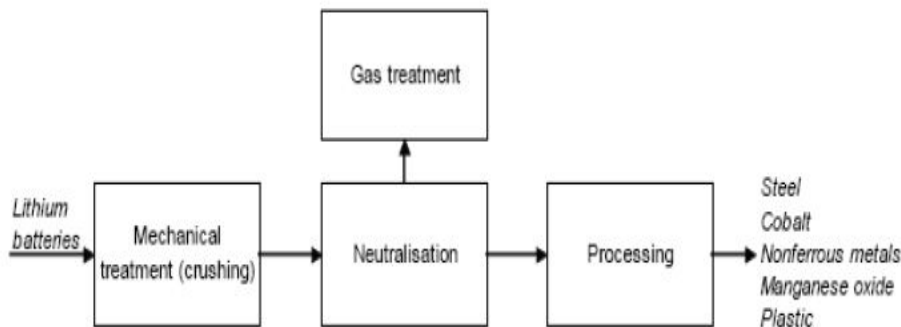 Gas treatment
Lithium
batteries
Mechanical
treatment (crushing)
Neutralisation
Processing
Steel
Cobalt
Nonferrous metals
Manganese oxide
Plastic